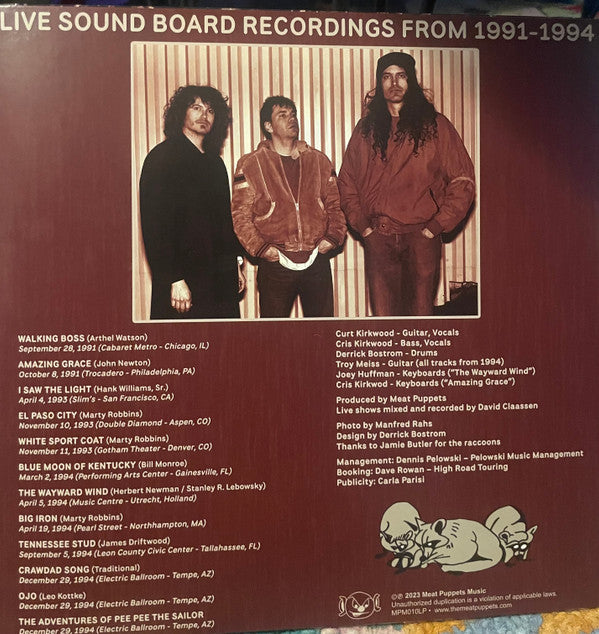 LIVE SOUND BOARD RECORDINGS FROM 1991-1994
WALKING BOSS (Arthel Watson)
September 28, 1991 (Cabaret Metro - Chicago, IL)
AMAZING GRACE (John Newton)
October 8, 1991 (Trocadero - Philadelphia, PA)
I SAW THE LIGHT (Hank Williams, Sr.)
April 4, 1993 (Slim's - San Francisco, CA)
EL PASO CITY (Marty Robbins)
November 10, 1993 (Double Diamond - Aspen, CO)
WHITE SPORT COAT (Marty Robbins)
November 11, 1993 (Gotham Theater - Denver, CO)
BLUE MOON OF KENTUCKY (Bill Monroe)
March 2, 1994 (Performing Arts Center - Gainesville, FL)
THE WAYWARD WIND (Herbert Newman / Stanley R. Lebowsky)
April 5, 1994 (Music Centre - Utrecht, Holland)
BIG IRON (Marty Robbins)
April 19, 1994 (Pearl Street - Northhampton, MA)
TENNESSEE STUD (James Driftwood)
September 5, 1994 (Leon County Civic Center - Tallahassee, FL)
CRAWDAD SONG (Traditional)
December 29, 1994 (Electric Ballroom - Tempe, AZ)
OJO (Leo Kottke)
December 29, 1994 (Electric Ballroom - Tempe, AZ)
THE ADVENTURES OF PEE PEE THE SAILOR
December 29, 1994 (Electric Ballroom - Tempe, AZ)
Curt Kirkwood - Guitar, Vocals
Cris Kirkwood - Bass, Vocals
Derrick Bostrom - Drums
Troy Meiss - Guitar (all tracks from 1994)
Joey Huffman - Keyboards ("The Wayward Wind")
Cris Kirkwod - Keyboards ("Amazing Grace")
Produced by Meat Puppets
Live shows mixed and recorded by David Claassen
Photo by Manfred Rahs
Design by Derrick Bostrom
Thanks to Jamie Butler for the raccoons
Management: Dennis Pelowski - Pelowski Music Management
Booking: Dave Rowan – High Road Touring
Publicity: Carla Parisi
©℗ 2023 Meat Puppets Music
Unauthorized duplication is a violation of applicable laws.
MPM010LP • www.themeatpuppets.com